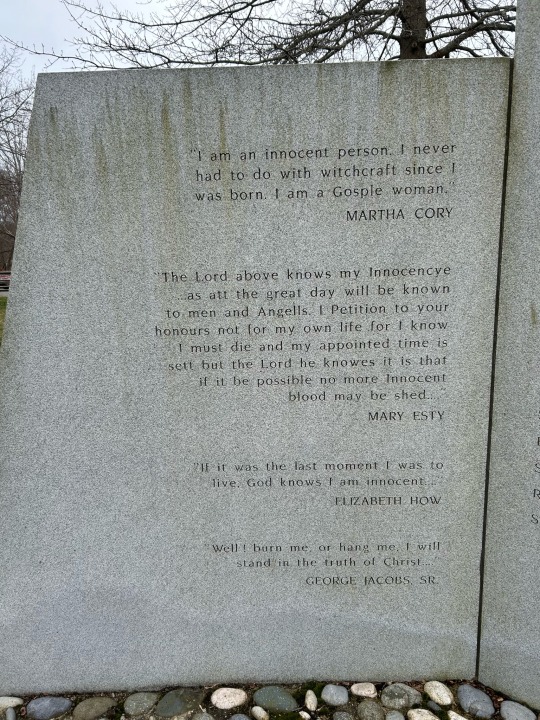 "I am an innocent person. I never
had to do with witchcraft since I
was born. I am a Gosple woman."
MARTHA CORY
"The Lord above knows my Innocencye
...as att the great day will be known
to men and Angells. I Petition to your
honours not for my own life for I know
I must die and my appointed time is
sett but the Lord he knowes it is that
if it be possible no more Innocent
blood may be shed...
MARY ESTY
"If it was the last moment I was to
live, God knows I am innocent..."
ELIZABETH HOW
"Well! burn me, or hang me, I will
stand in the truth of Christ..."
GEORGE JACOBS, SR.